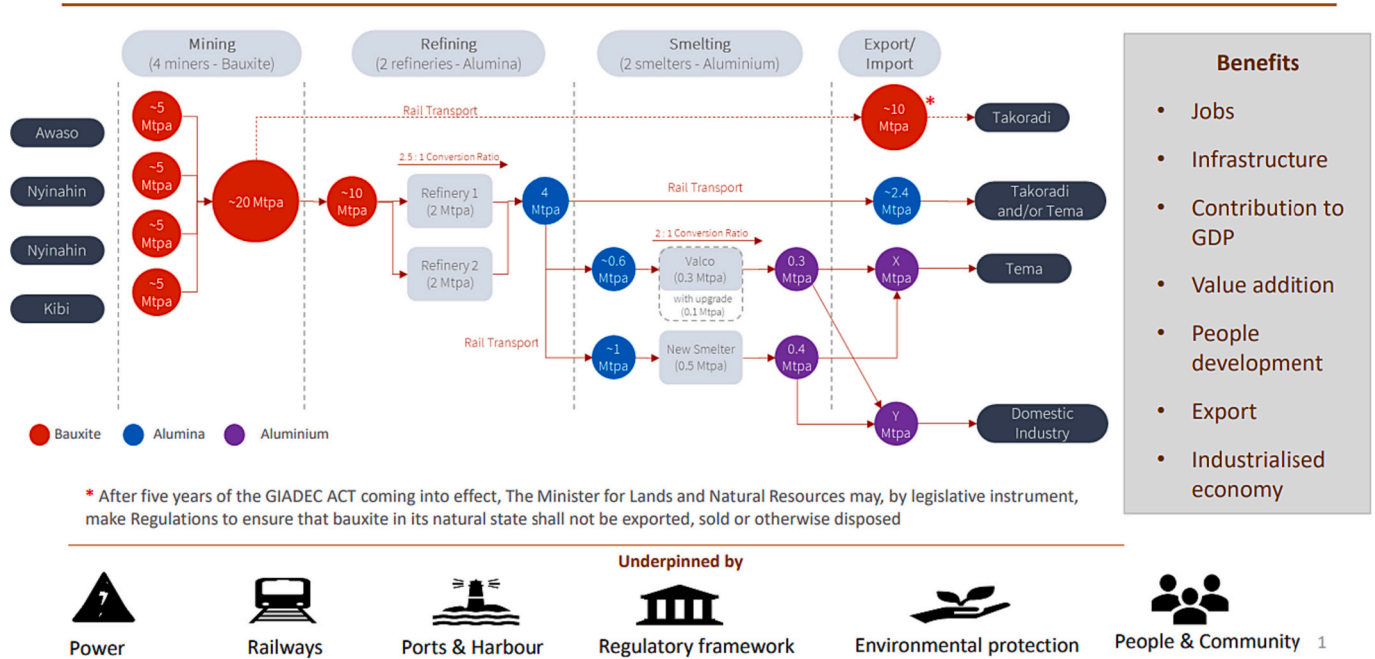 Mining
(4 miners - Bauxite)
Refining
(2 refineries - Alumina)
Smelting
(2 smelters - Aluminium)
Export/
Import
Awaso
Nyinahin
Nyinahin
Kibi
~5
Mtpa
~5
Mtpa
~5
Mtpa
~5
Mtpa
~20 Mtpa
Rail Transport
~10
Mtpa
*
Takoradi
~10
Mtpa
2.5 : 1 Conversion Ratio
Refinery 1
(2 Mtpa)
Refinery 2
(2 Mtpa)
4
Mtpa
Rail Transport
~2.4
Mtpa
Takoradi
and/or Tema
2 : 1 Conversion Ratio
~0.6
Mtpa
Valco
(0.3 Mtpa)
with upgrade
(0.1 Mtpa)
0.3
Mtpa
X
Mtpa
Tema
Rail Transport
~1
Mtpa
New Smelter
(0.5 Mtpa)
0.4
Mtpa
Y
Mtpa
Domestic
Industry
Bauxite
Alumina
Aluminium
Benefits
• Jobs
• Infrastructure
• Contribution to
GDP
• Value addition
• People
development
• Export
• Industrialised
economy
* After five years of the GIADEC ACT coming into effect, The Minister for Lands and Natural Resources may, by legislative instrument,
make Regulations to ensure that bauxite in its natural state shall not be exported, sold or otherwise disposed
Underpinned by
Power
Railways
Ports & Harbour
Regulatory framework
Environmental protection
People & Community
1